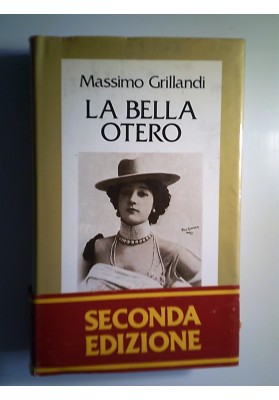 Massimo Grillandi
LA BELLA
OTERO
SECONDA
EDIZIONE